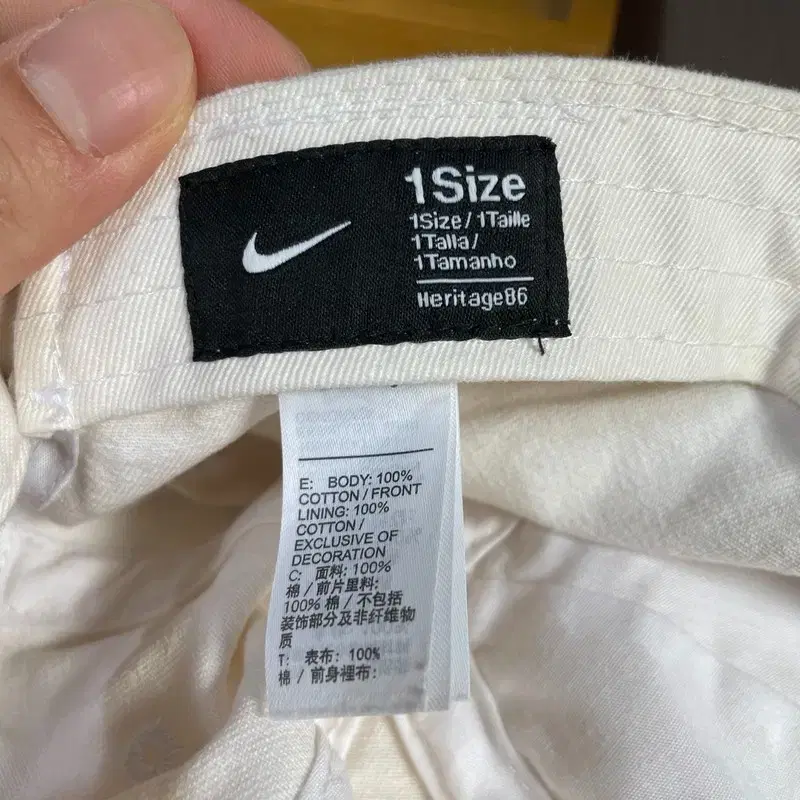 1Size
1Size / 1Taille
1Talla /
1Tamanho
Heritage86
E: BODY: 100%
COTTON / FRONT
LINING: 100%
COTTON /
EXCLUSIVE OF
DECORATION
C: 面料: 100%
棉 / 前片里料:
100% 棉 / 不包括
装饰部分及非纤维物
质
T: 表布: 100%
棉 / 前身裡布: